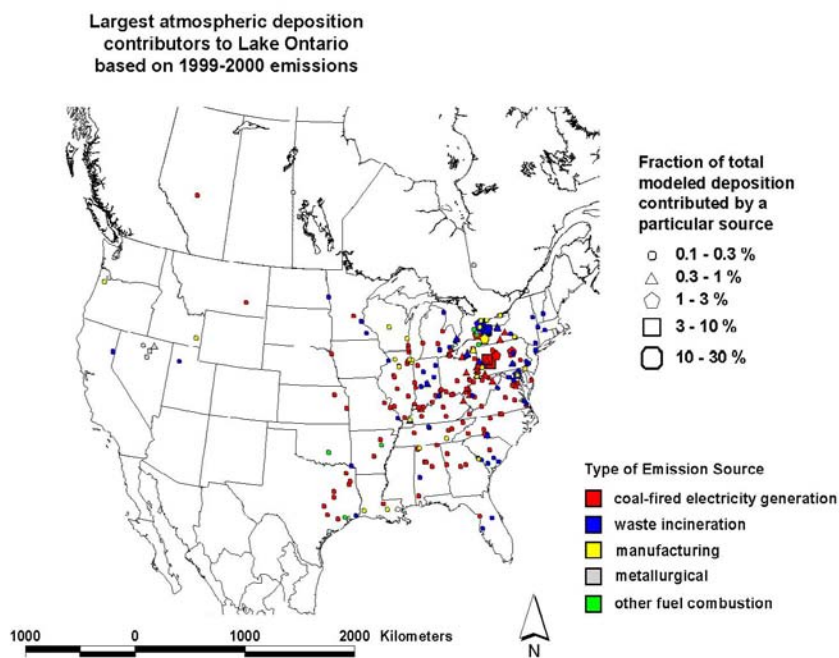 Largest atmospheric deposition
contributors to Lake Ontario
based on 1999-2000 emissions
Fraction of total
modeled deposition
contributed by a
particular source
0.1 - 0.3 %
0.3 - 1 %
1 - 3 %
3 - 10 %
10 - 30 %
Type of Emission Source
coal-fired electricity generation
waste incineration
manufacturing
metallurgical
other fuel combustion
1000 0 1000 2000 Kilometers
N